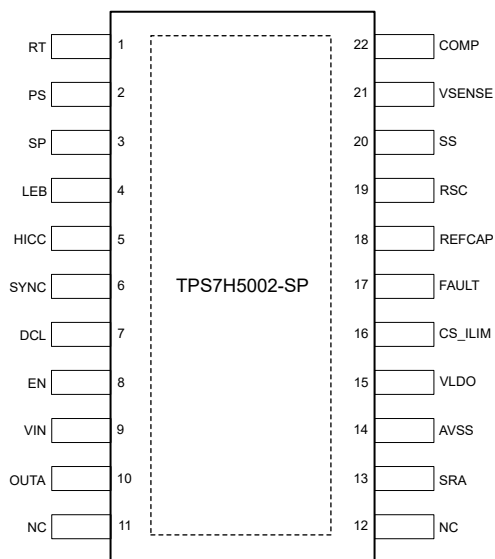 RT 1 22 COMP
PS 2 21 VSENSE
SP 3 20 SS
LEB 4 19 RSC
HICC 5 18 REFCAP
SYNC 6 TPS7H5002-SP 17 FAULT
DCL 7 16 CS_ILIM
EN 8 15 VLDO
VIN 9 14 AVSS
OUTA 10 13 SRA
NC 11 12 NC